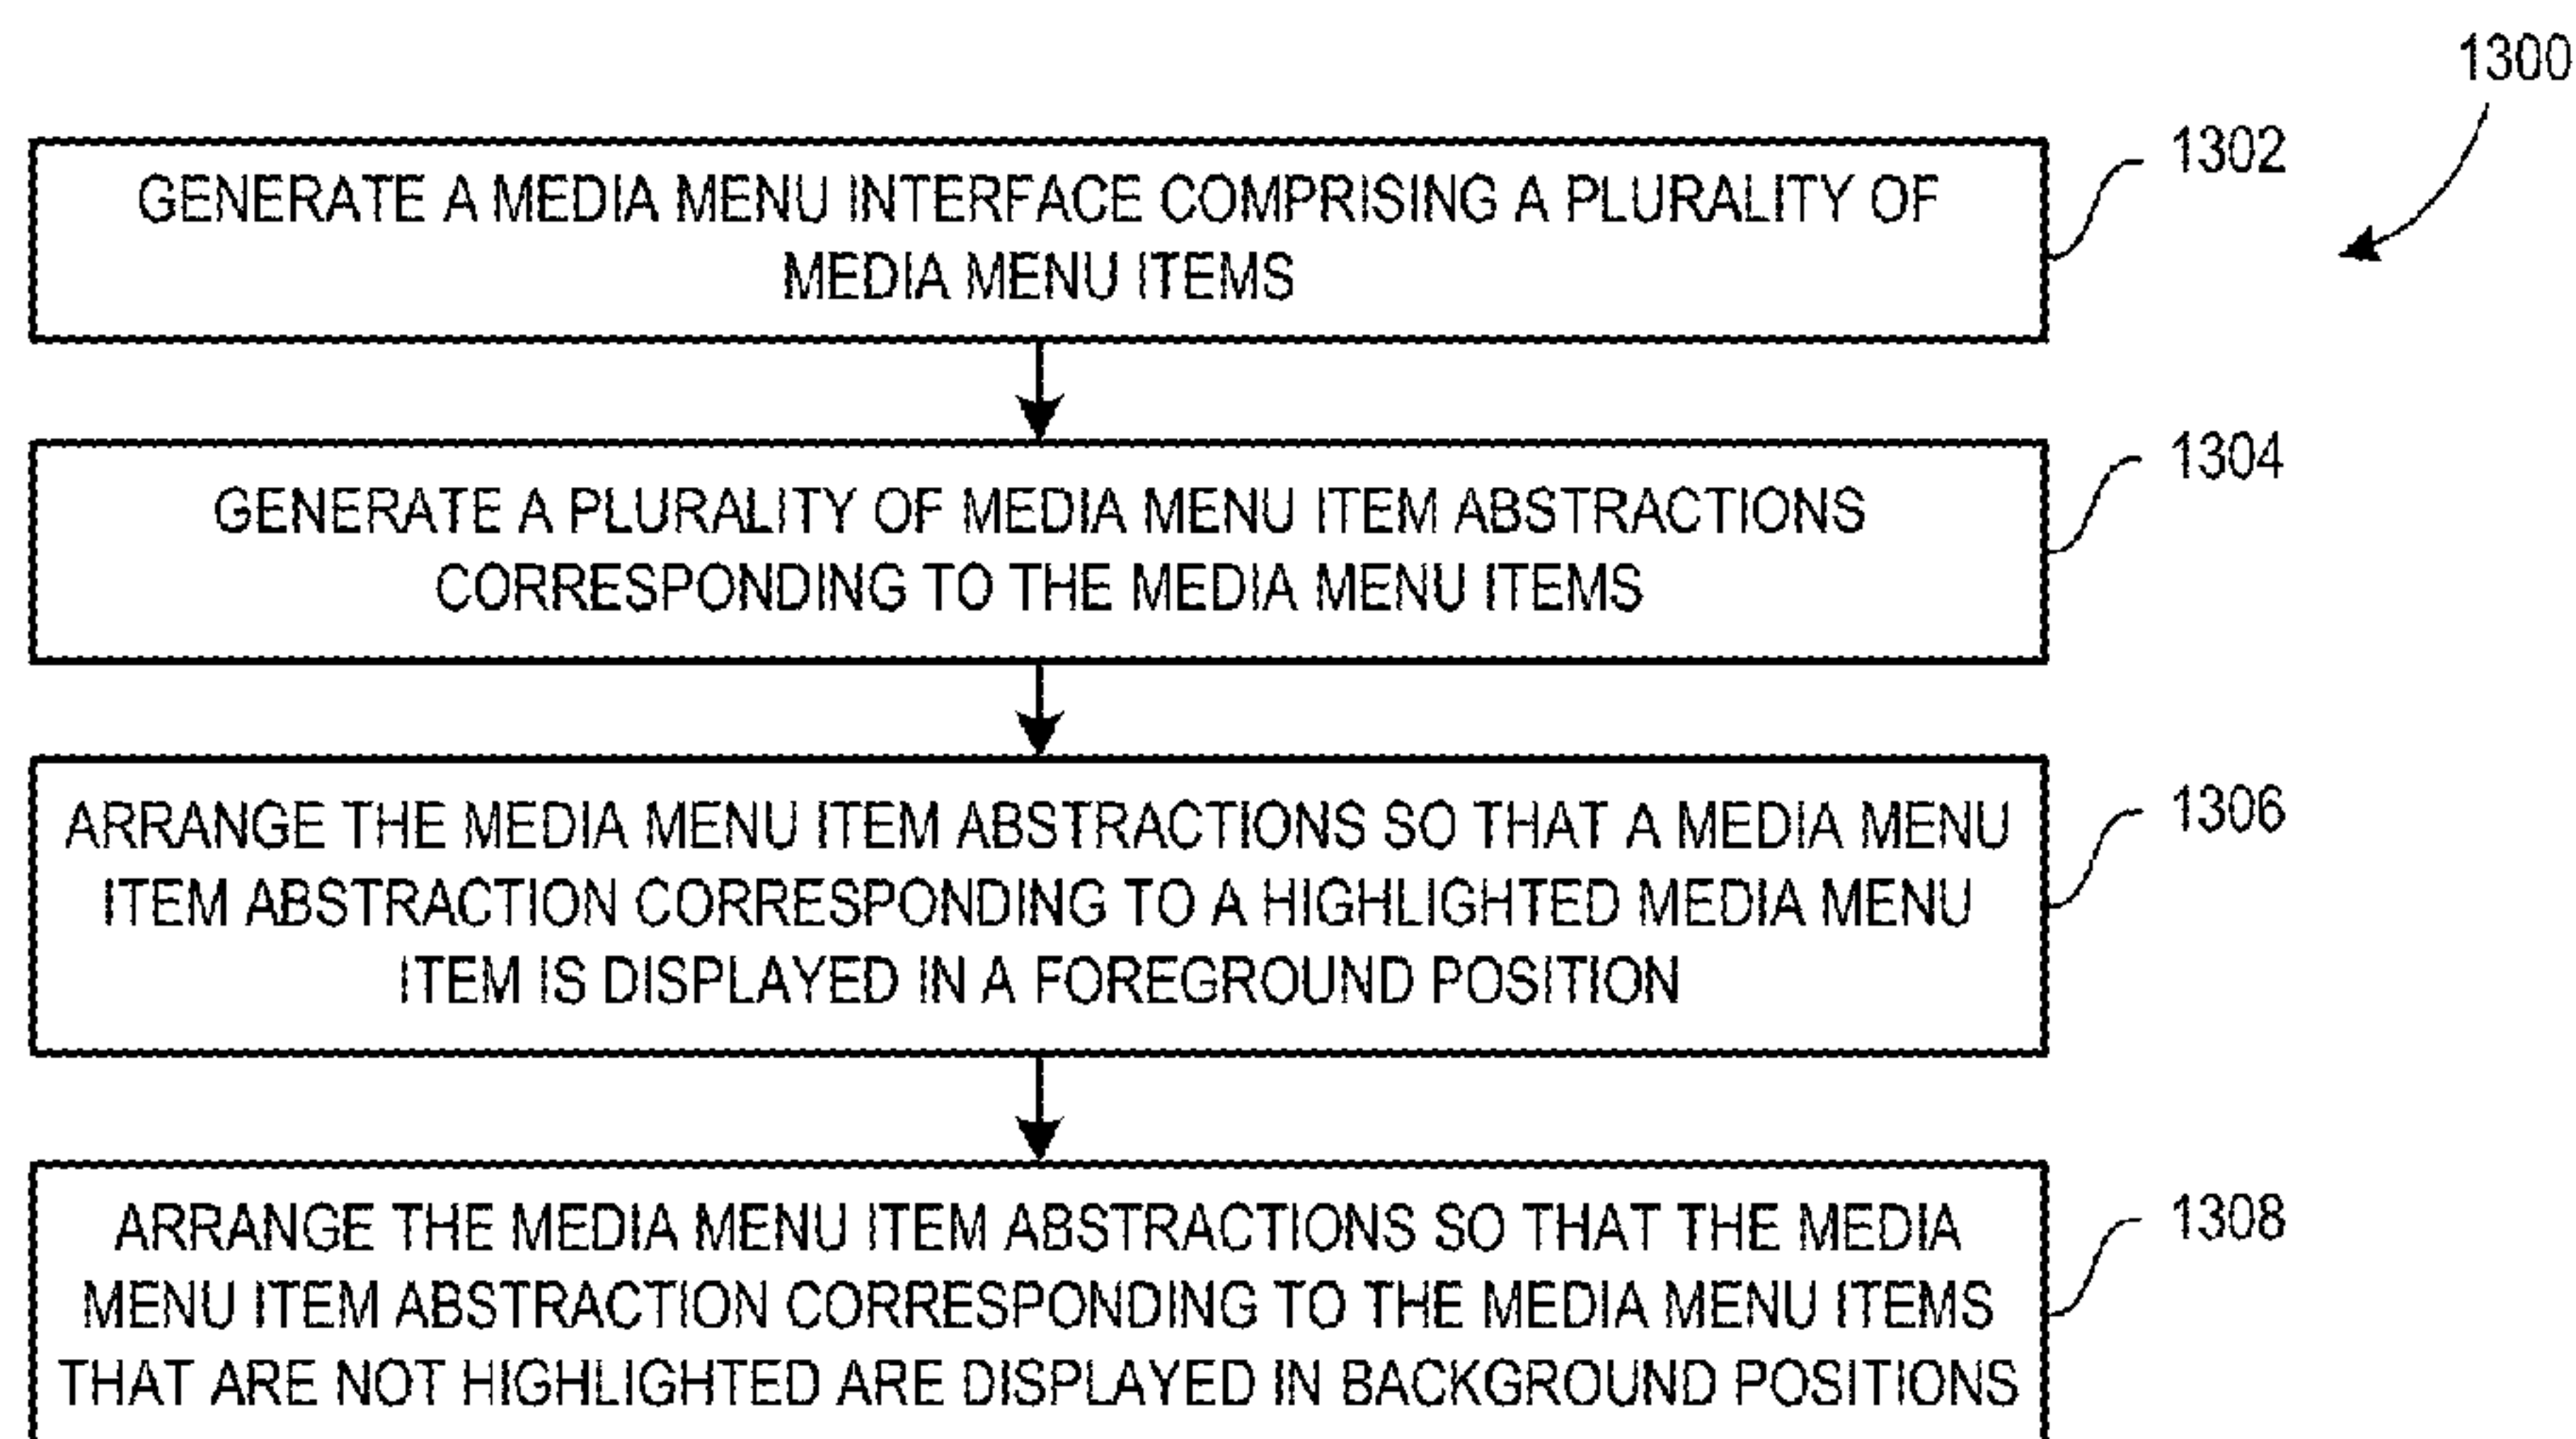 1300
GENERATE A MEDIA MENU INTERFACE COMPRISING A PLURALITY OF
MEDIA MENU ITEMS
1302
GENERATE A PLURALITY OF MEDIA MENU ITEM ABSTRACTIONS
CORRESPONDING TO THE MEDIA MENU ITEMS
1304
ARRANGE THE MEDIA MENU ITEM ABSTRACTIONS SO THAT A MEDIA MENU
ITEM ABSTRACTION CORRESPONDING TO A HIGHLIGHTED MEDIA MENU
ITEM IS DISPLAYED IN A FOREGROUND POSITION
1306
ARRANGE THE MEDIA MENU ITEM ABSTRACTIONS SO THAT THE MEDIA
MENU ITEM ABSTRACTION CORRESPONDING TO THE MEDIA MENU ITEMS
THAT ARE NOT HIGHLIGHTED ARE DISPLAYED IN BACKGROUND POSITIONS
1308